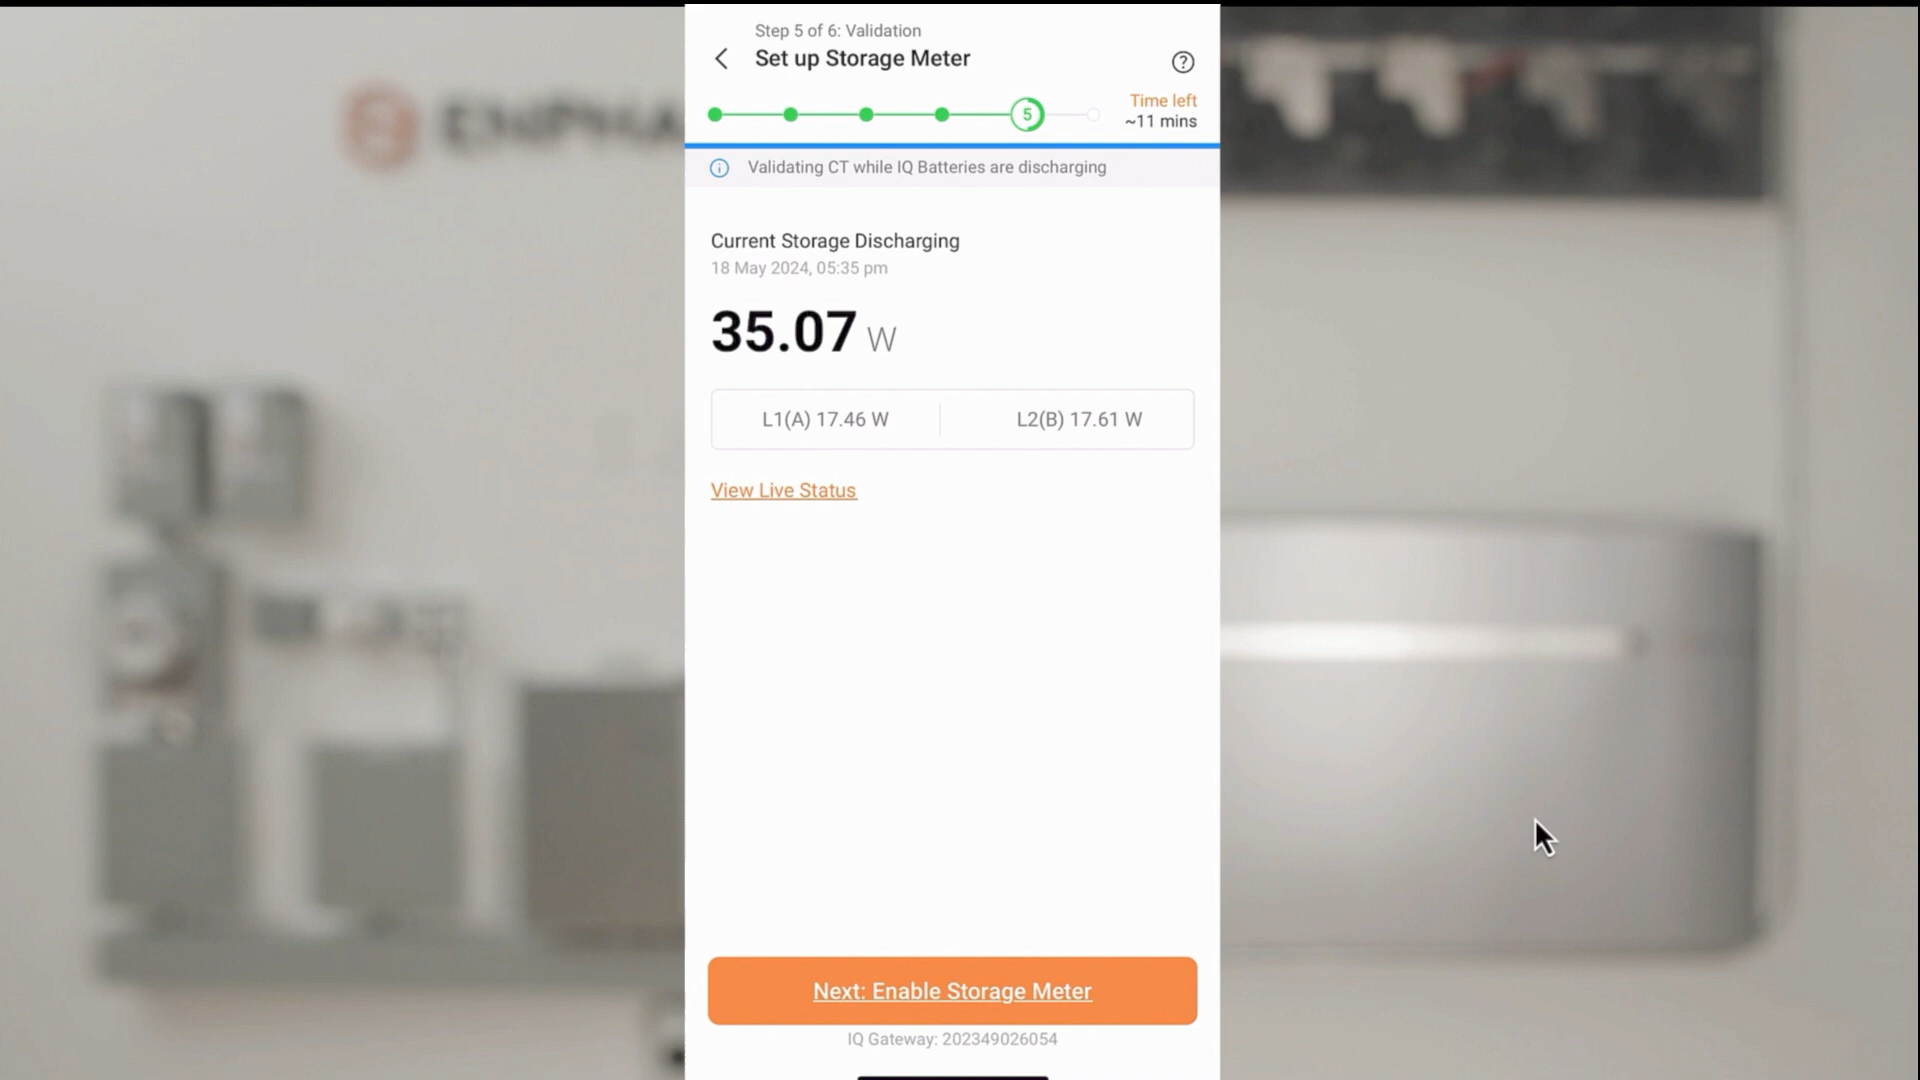 Step 5 of 6: Validation
Set up Storage Meter
5
Time left
~11 mins
Validating CT while IQ Batteries are discharging
Current Storage Discharging
18 May 2024, 05:35 pm
35.07 W
L1(A) 17.46 W
L2(B) 17.61 W
View Live Status
Next: Enable Storage Meter
IQ Gateway: 202349026054